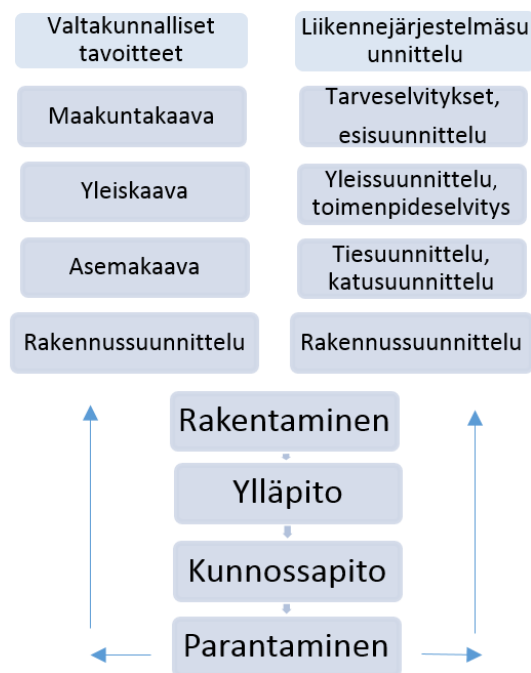 Valtakunnalliset
tavoitteet
Liikennejärjestelmäsu
unnittelu
Maakuntakaava
Tarveselvitykset,
esisuunnittelu
Yleiskaava
Yleissuunnittelu,
toimenpideselvitys
Asemakaava
Tiesuunnittelu,
katusuunnittelu
Rakennussuunnittelu
Rakennussuunnittelu
Rakentaminen
Ylläpito
Kunnossapito
Parantaminen